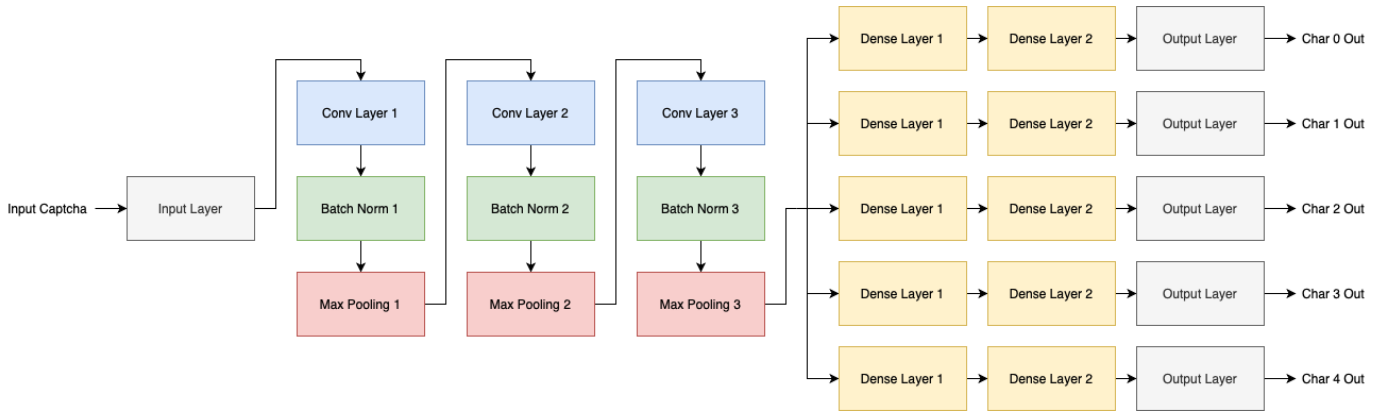 Input Captcha
Input Layer
Conv Layer 1
Batch Norm 1
Max Pooling 1
Conv Layer 2
Batch Norm 2
Max Pooling 2
Conv Layer 3
Batch Norm 3
Max Pooling 3
Dense Layer 1
Dense Layer 2
Output Layer
Char 0 Out
Dense Layer 1
Dense Layer 2
Output Layer
Char 1 Out
Dense Layer 1
Dense Layer 2
Output Layer
Char 2 Out
Dense Layer 1
Dense Layer 2
Output Layer
Char 3 Out
Dense Layer 1
Dense Layer 2
Output Layer
Char 4 Out